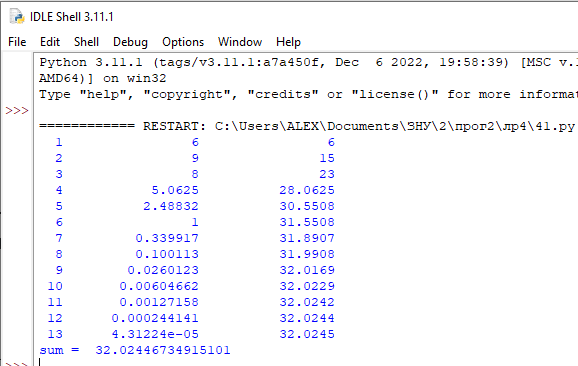 IDLE Shell 3.11.1
File Edit Shell Debug Options Window Help
Python 3.11.1 (tags/v3.11.1:a7a450f, Dec 6 2022, 19:58:39) [MSC v.
AMD64)] on win32
Type "help", "copyright", "credits" or "license()" for more informat
>>>
============ RESTART: C:\Users\ALEX\Documents\ЗНУ\2\прог2\лр4\41.py
1 6 6
2 9 15
3 8 23
4 5.0625 28.0625
5 2.48832 30.5508
6 1 31.5508
7 0.339917 31.8907
8 0.100113 31.9908
9 0.0260123 32.0169
10 0.00604662 32.0229
11 0.00127158 32.0242
12 0.000244141 32.0244
13 4.31224e-05 32.0245
sum = 32.02446734915101
>>>